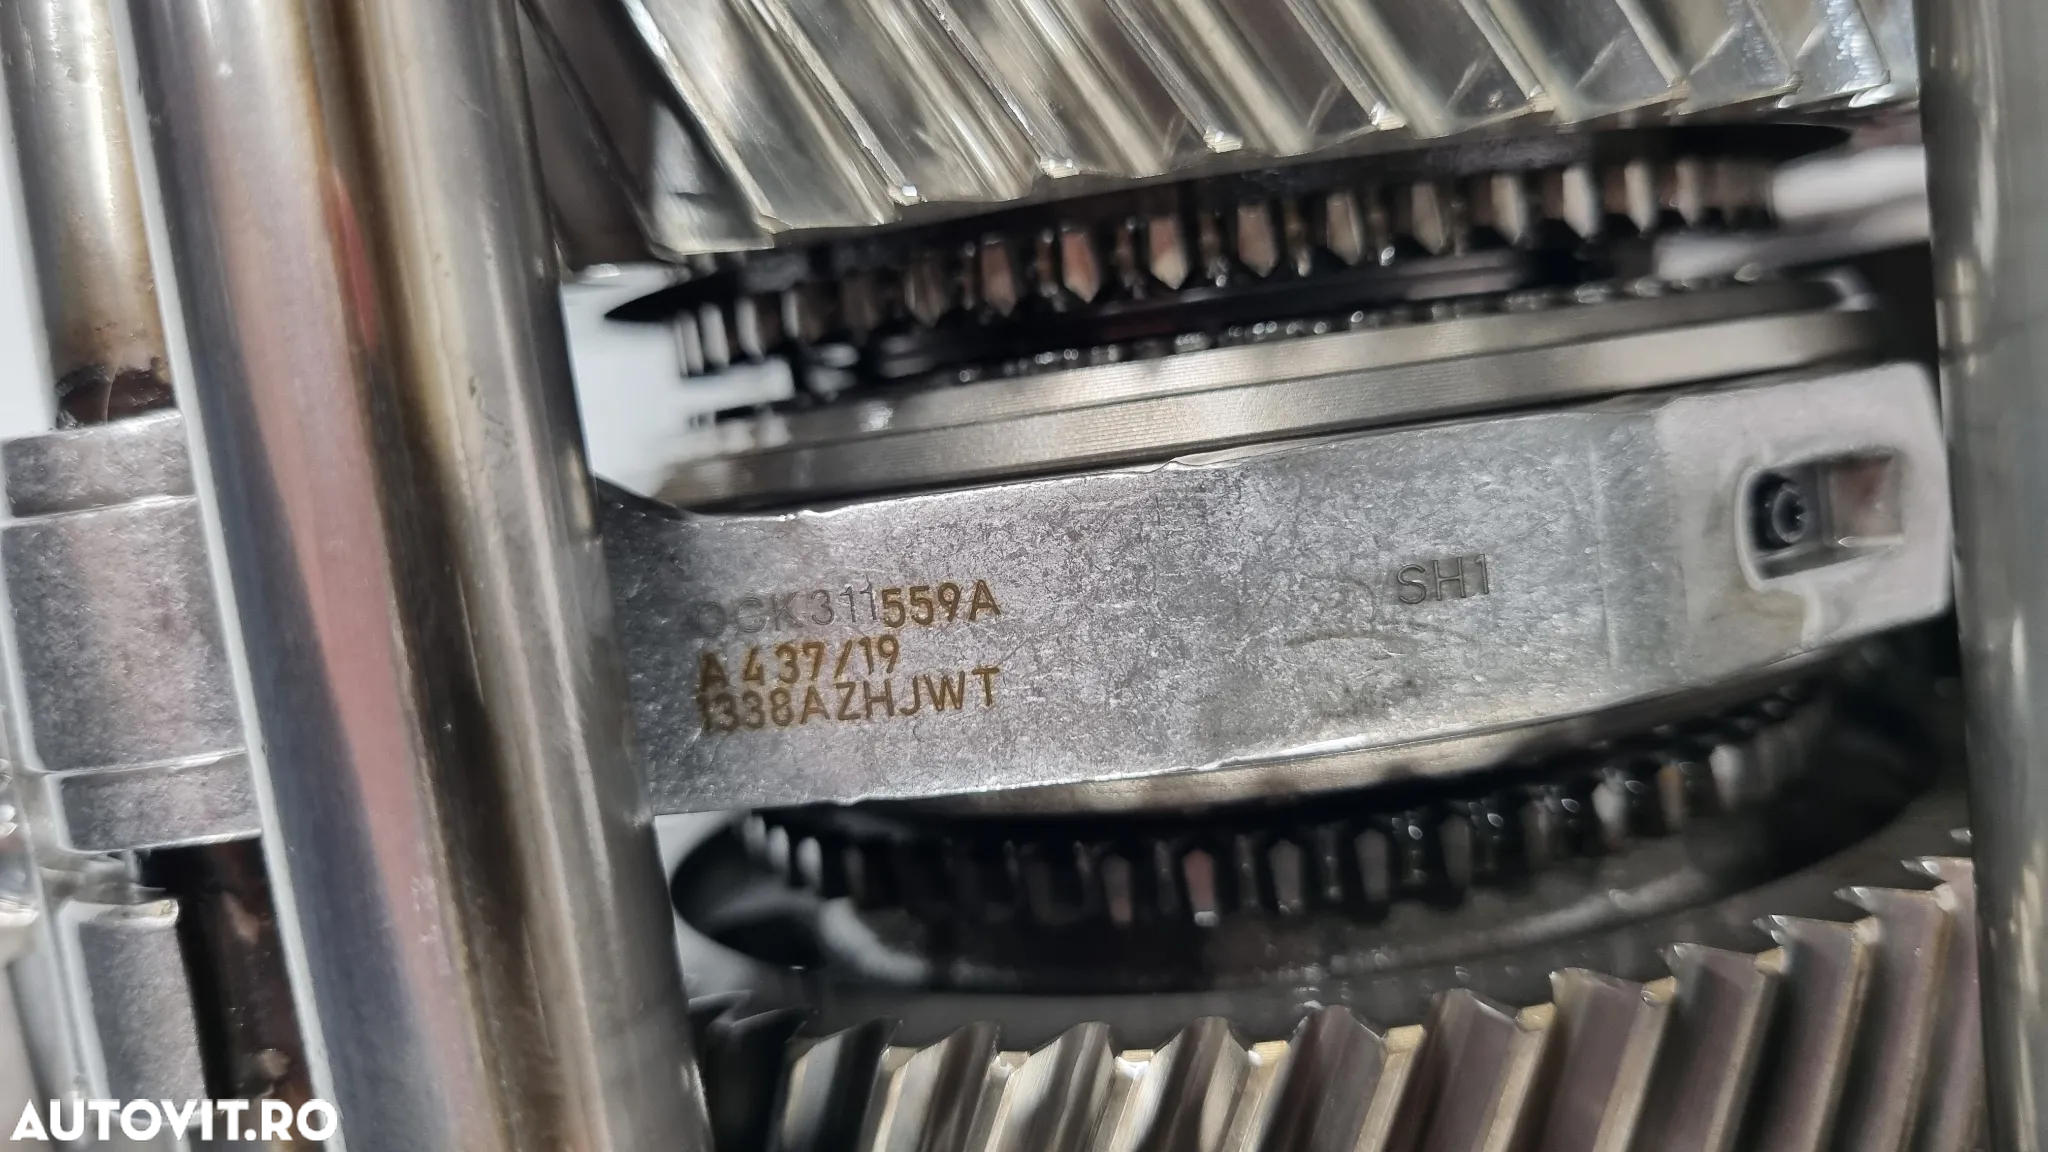 0CK311559A
SH1
A 437/19
1338AZHJWT
AUTOVIT.RO